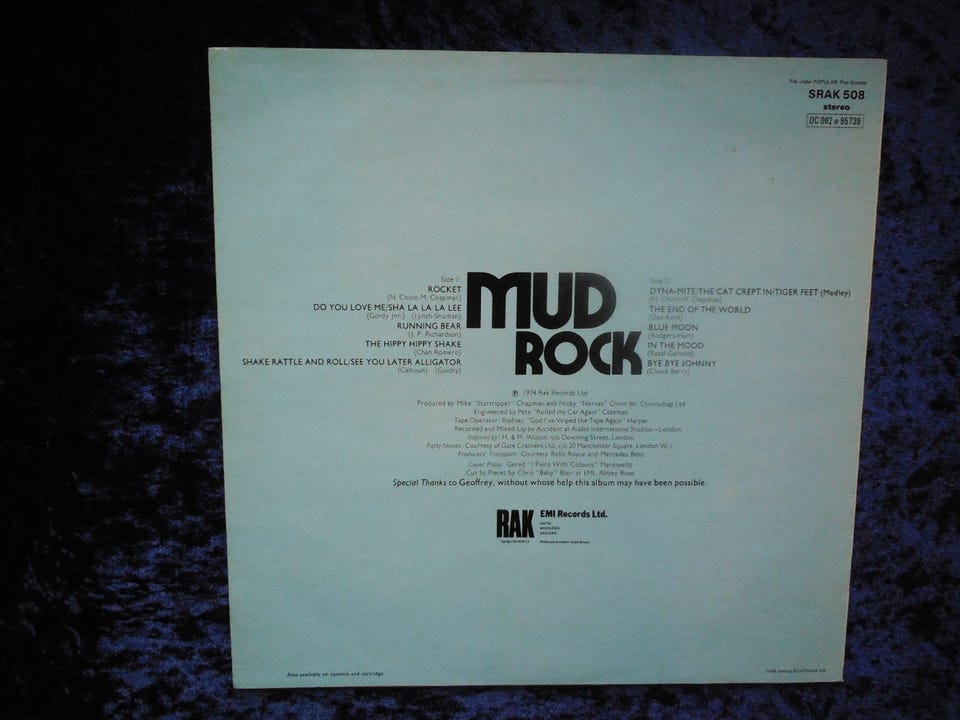 File under POPULAR: Pop Groups
SRAK 508
stereo
OC 062 o 95739
Side 1:
ROCKET
(N. Chinn-M. Chapman)
DO YOU LOVE ME/SHA LA LA LA LEE
(Gordy Jnr.) (Lynch-Shuman)
RUNNING BEAR
(J. P. Richardson)
THE HIPPY HIPPY SHAKE
(Chan Romero)
SHAKE RATTLE AND ROLL/SEE YOU LATER ALLIGATOR
(Calhoun) (Guidry)
MUD
ROCK
Side 2:
DYNA-MITE/THE CAT CREPT IN/TIGER FEET (Medley)
(N. Chinn-M. Chapman)
THE END OF THE WORLD
(Dee-Kent)
BLUE MOON
(Rodgers-Hart)
IN THE MOOD
(Razaf-Garland)
BYE BYE JOHNNY
(Chuck Berry)
℗ 1974 Rak Records Ltd
Produced by Mike "Startripper" Chapman and Nicky "Nerves" Chinn for Chinnichap Ltd
Engineered by Pete "Rolled my Car Again" Coleman
Tape Operator: Rodney "God I've Wiped the Tape Again" Harper
Recorded and Mixed-Up by Accident at Audio International Studios—London
Inspired by: H. & M. Wilson, c/o Downing Street, London
Party Noises: Courtesy of Gate Crashers Ltd, c/o 20 Manchester Square, London W.1.
Producers' Transport: Courtesy Rolls Royce and Mercedes Benz
Cover Photo: Gered "I Paint With Colours" Mankowitz
Cut to Pieces by Chris "Baby" Blair at EMI, Abbey Road
Special Thanks to Geoffrey, without whose help this album may have been possible.
RAK
EMI Records Ltd.
HAYES
MIDDLESEX
ENGLAND
Also available on cassette and cartridge